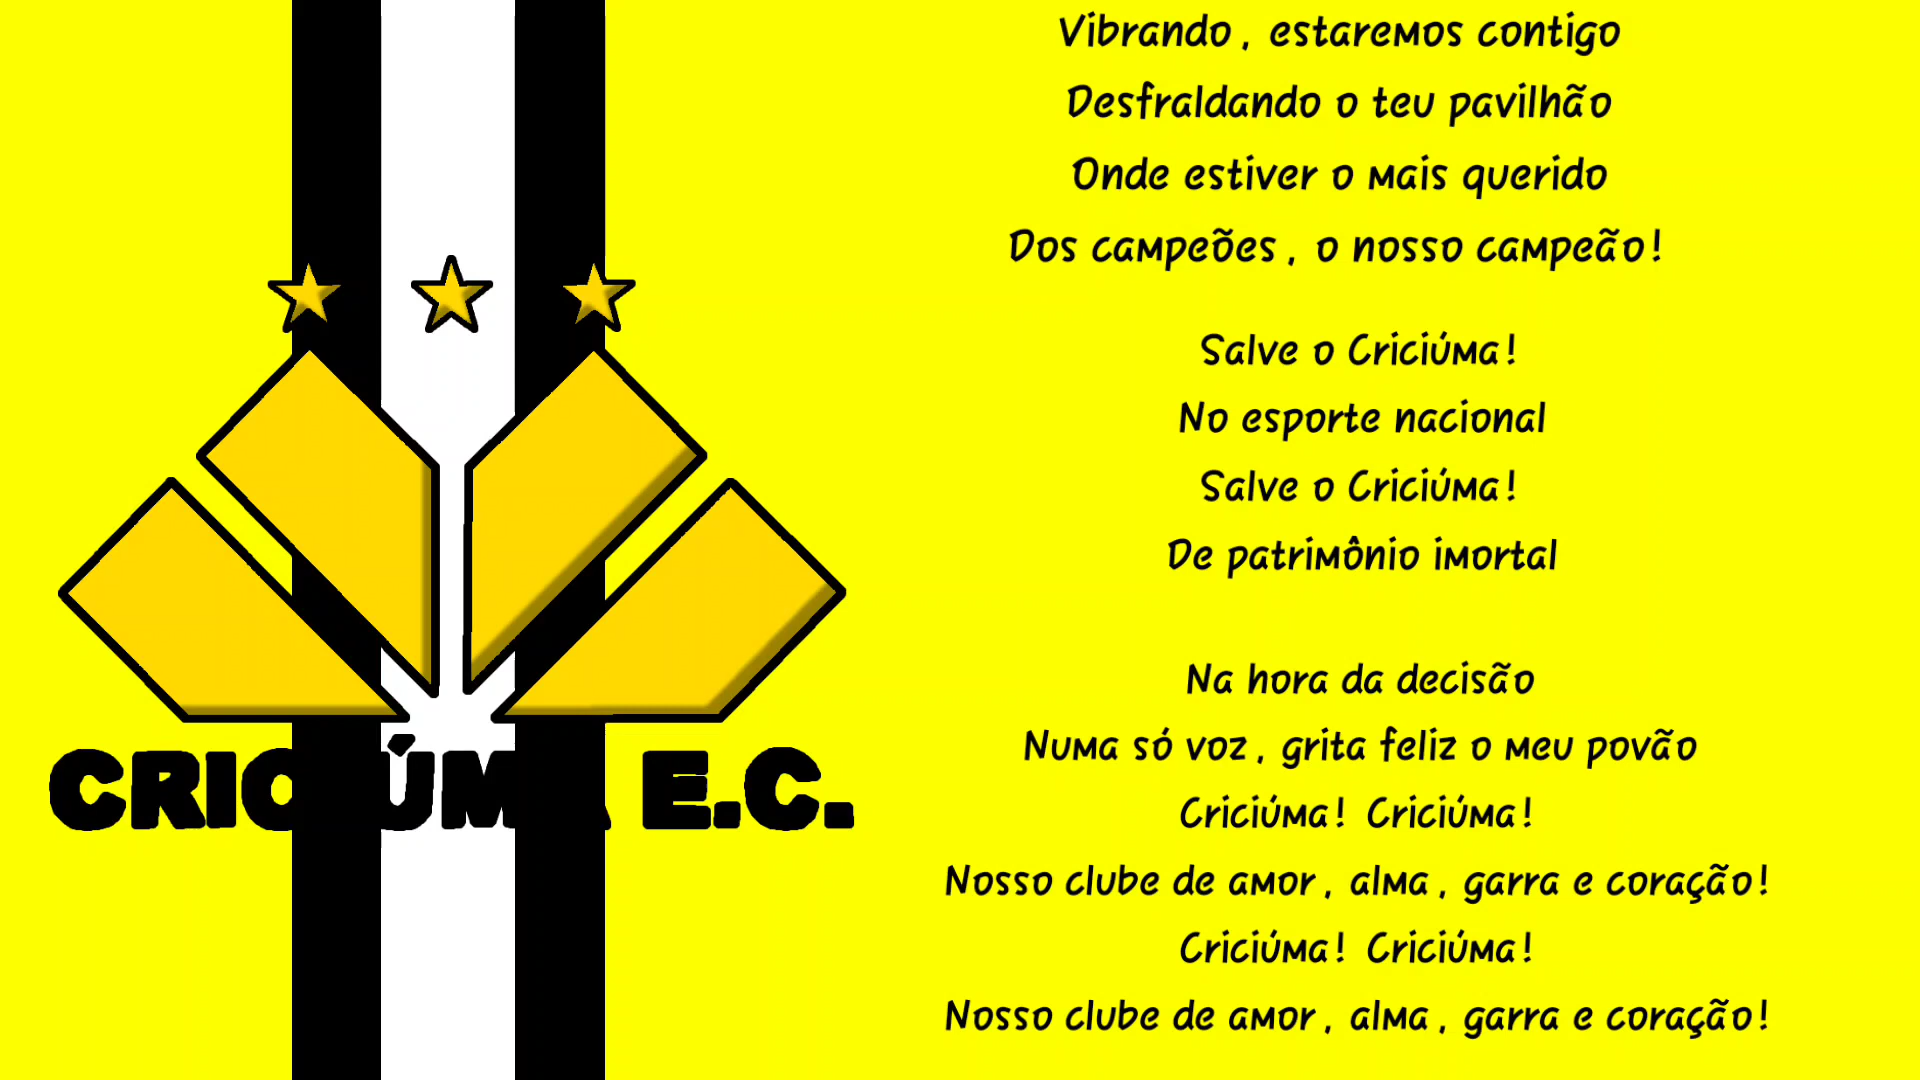 Vibrando, estaremos contigo
Desfraldando o teu pavilhão
Onde estiver o mais querido
Dos campeões, o nosso campeão!
Salve o Criciúma!
No esporte nacional
Salve o Criciúma!
De patrimônio imortal
Na hora da decisão
Numa só voz, grita feliz o meu povão
Criciúma! Criciúma!
Nosso clube de amor, alma, garra e coração!
Criciúma! Criciúma!
Nosso clube de amor, alma, garra e coração!
CRICIÚMA E.C.